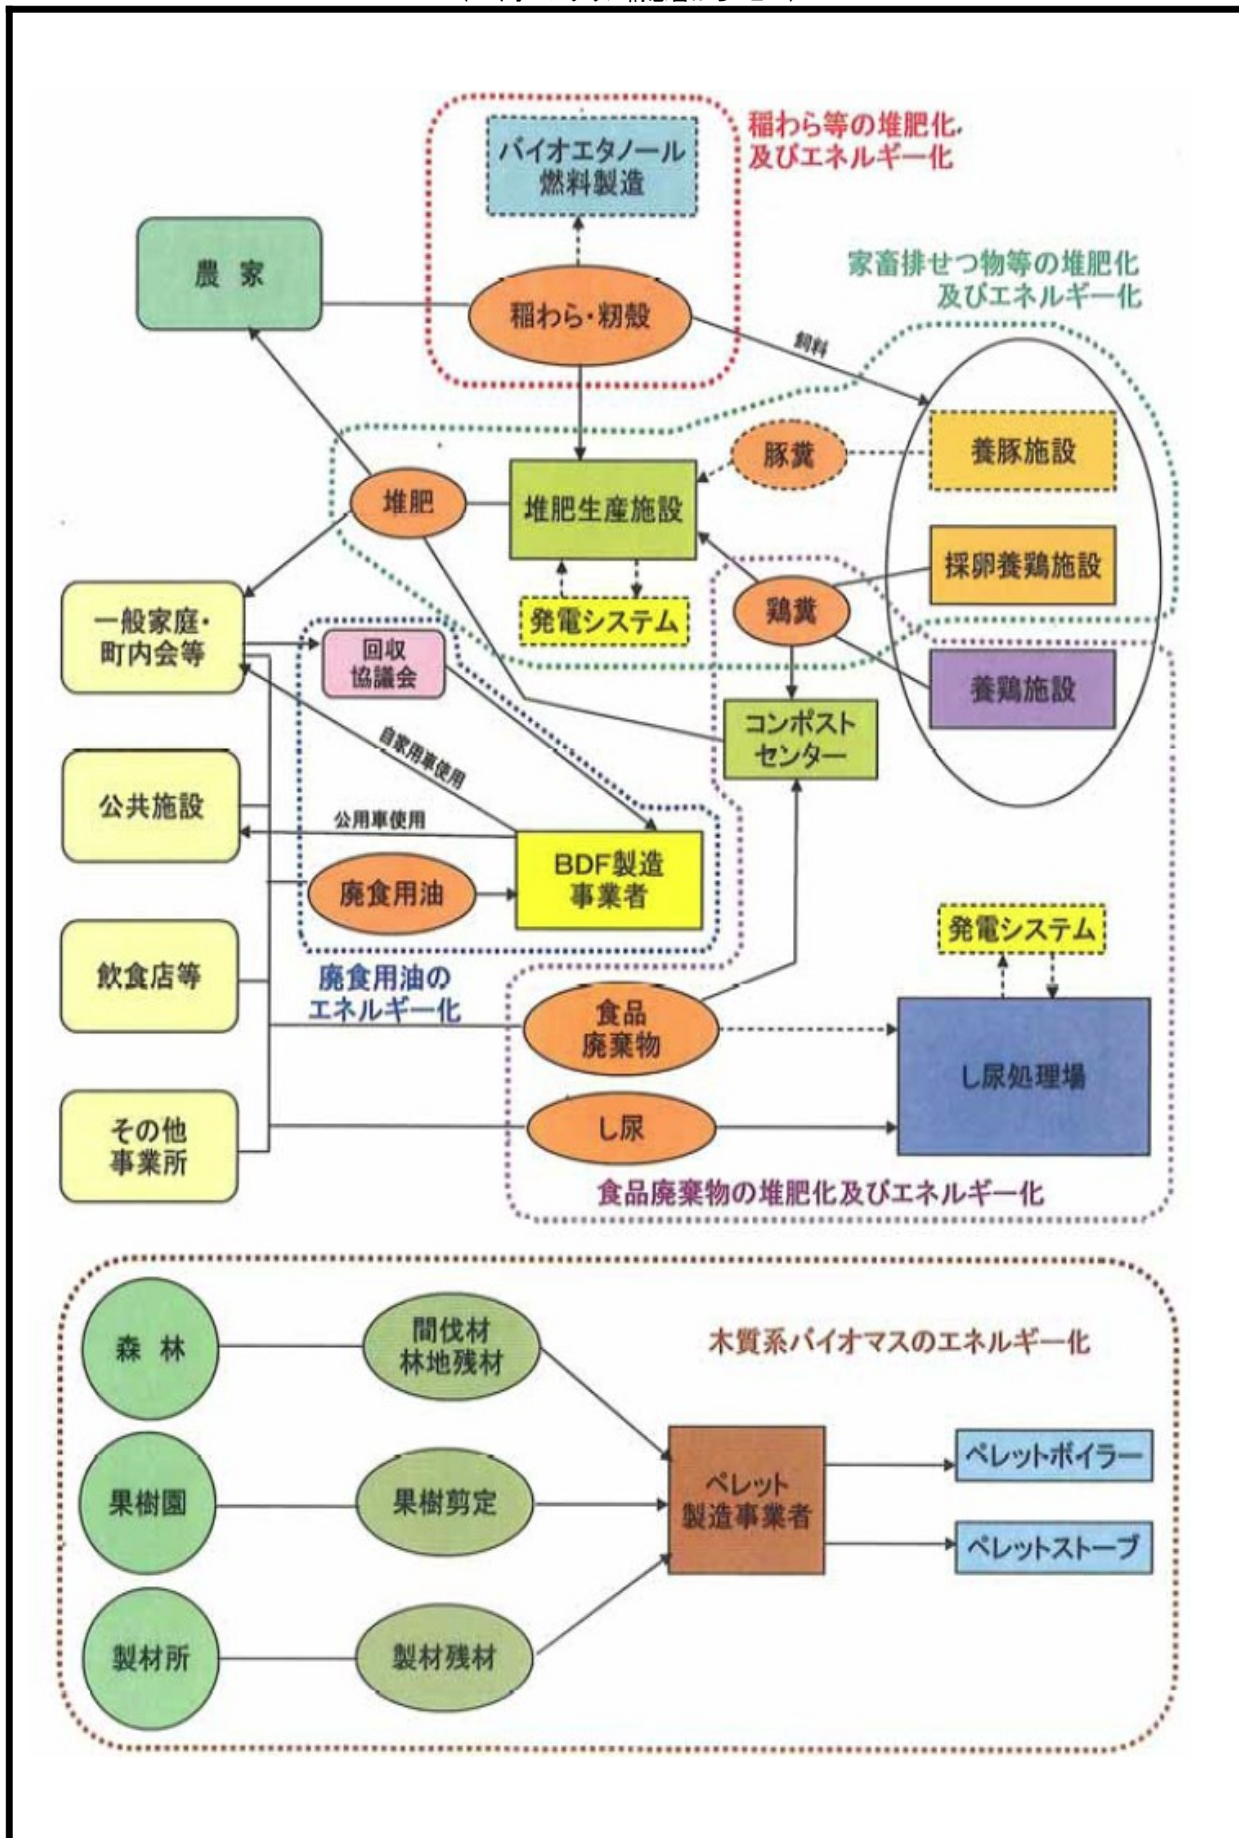 稲わら等の堆肥化
及びエネルギー化
バイオエタノール
燃料製造
農 家
稲わら・籾殻
家畜排せつ物等の堆肥化
及びエネルギー化
飼料
豚糞
養豚施設
堆肥
堆肥生産施設
採卵養鶏施設
発電システム
鶏糞
養鶏施設
一般家庭・
町内会等
回収
協議会
コンポスト
センター
自家用車使用
公共施設
公用車使用
廃食用油
BDF製造
事業者
発電システム
飲食店等
廃食用油の
エネルギー化
食品
廃棄物
し尿処理場
その他
事業所
し尿
食品廃棄物の堆肥化及びエネルギー化
森 林
間伐材
林地残材
木質系バイオマスのエネルギー化
果樹園
果樹剪定
ペレット
製造事業者
ペレットボイラー
ペレットストーブ
製材所
製材残材